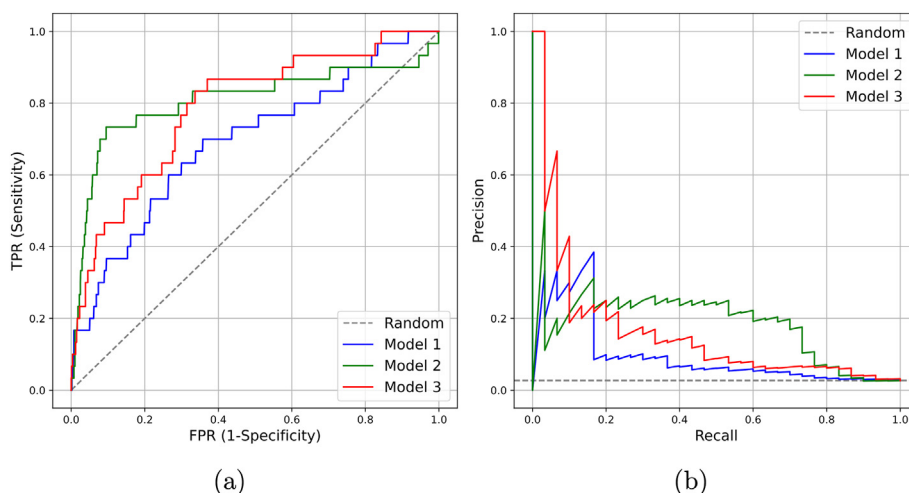 1.0
0.8
0.6
0.4
0.2
0.0
TPR (Sensitivity)
0.0 0.2 0.4 0.6 0.8 1.0
FPR (1-Specificity)
Random
Model 1
Model 2
Model 3
(a)
1.0
0.8
0.6
0.4
0.2
0.0
Precision
0.0 0.2 0.4 0.6 0.8 1.0
Recall
Random
Model 1
Model 2
Model 3
(b)